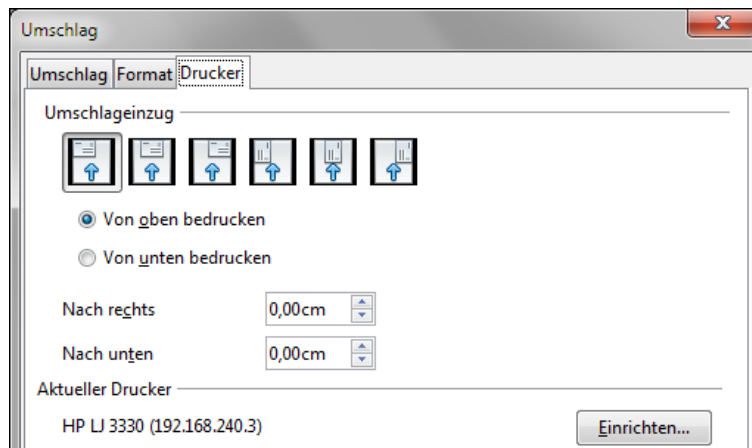 Umschlag
Umschlag Format Drucker
Umschlageinzug
Von oben bedrucken
Von unten bedrucken
Nach rechts 0,00cm
Nach unten 0,00cm
Aktueller Drucker
HP LJ 3330 (192.168.240.3) Einrichten...